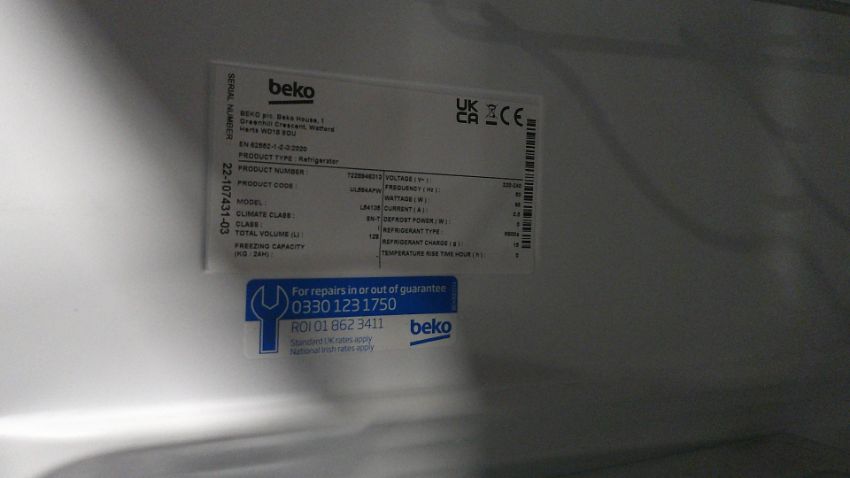 beko
UK
CA
CE
BEKO plc. Beko House, 1
Greenhill Crescent, Watford
Herts WD18
EN 62552-1-2-3:2020
PRODUCT TYPE : Refrigerator
PRODUCT NUMBER :
PRODUCT CODE :
MODEL :
CLIMATE CLASS :
CLASS :
TOTAL VOLUME (L) :
FREEZING CAPACITY
(KG / 24H) :
VOLTAGE ( V~ ) : 220-240
FREQUENCY ( Hz ) : 50
WATTAGE ( W )
CURRENT ( A ) :
DEFROST POWER ( W ) :
REFRIGERANT TYPE : R600a
REFRIGERANT CHARGE ( g ) :
TEMPERATURE RISE TIME HOUR ( h ) :
SERIAL NUMBER :
22-107431-03
For repairs in or out of guarantee
0330 123 1750
ROI 01 862 3411
Standard UK rates apply
National Irish rates apply
beko